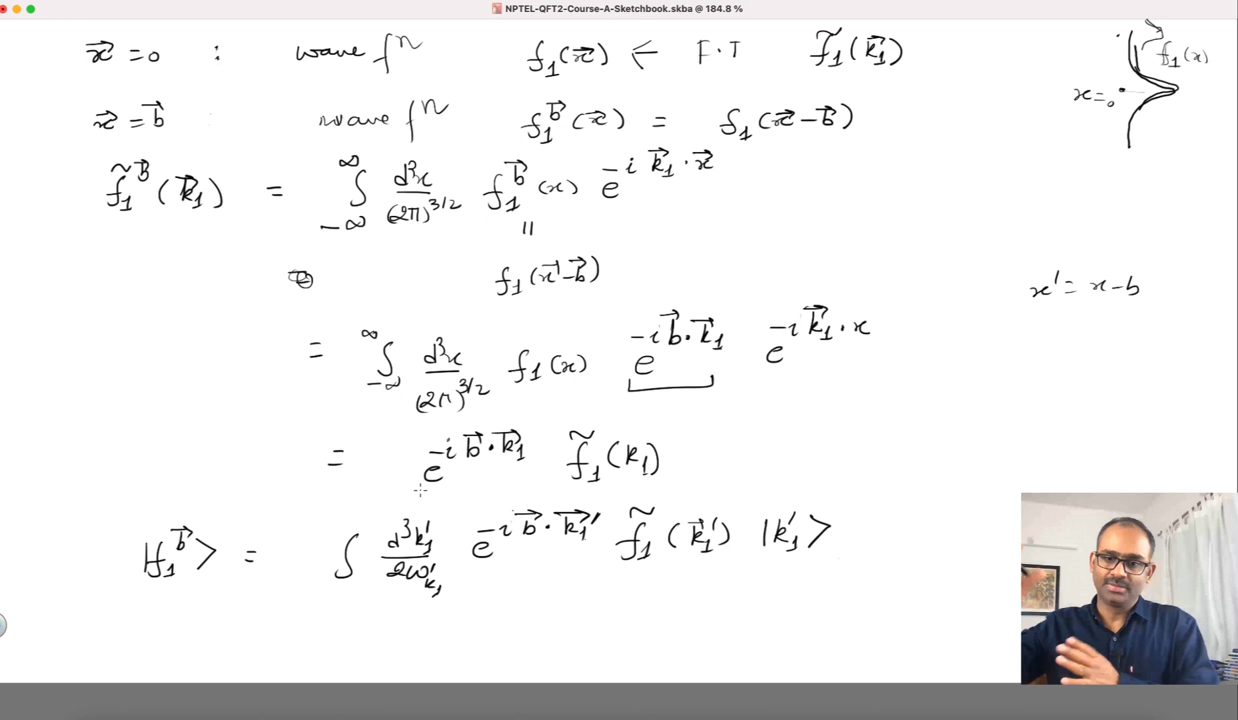 NPTEL-QFT2-Course-A-Sketchbook.skba @ 184.8 %
x⃗ = 0 : wave fⁿ f₁(x⃗) ← F.T f̃₁(k⃗₁)
f₁(x)
x=0
x⃗ = b⃗ : wave fⁿ f₁^b⃗(x⃗) = f₁(x⃗-b⃗)
f̃₁^b⃗(k⃗₁) = ∫_{-∞}^{∞} d³x/(2π)^{3/2} f₁^b⃗(x) e^{-i k⃗₁·x⃗}
||
f₁(x⃗-b⃗)
x' = x-b
= ∫_{-∞}^{∞} d³x/(2π)^{3/2} f₁(x) e^{-i b⃗·k⃗₁} e^{-i k⃗₁·x}
= e^{-i b⃗·k⃗₁} f̃₁(k₁)
|f₁^b⃗> = ∫ d³k₁'/2ω'_{k₁} e^{-i b⃗·k⃗₁'} f̃₁(k⃗₁') |k₁'>